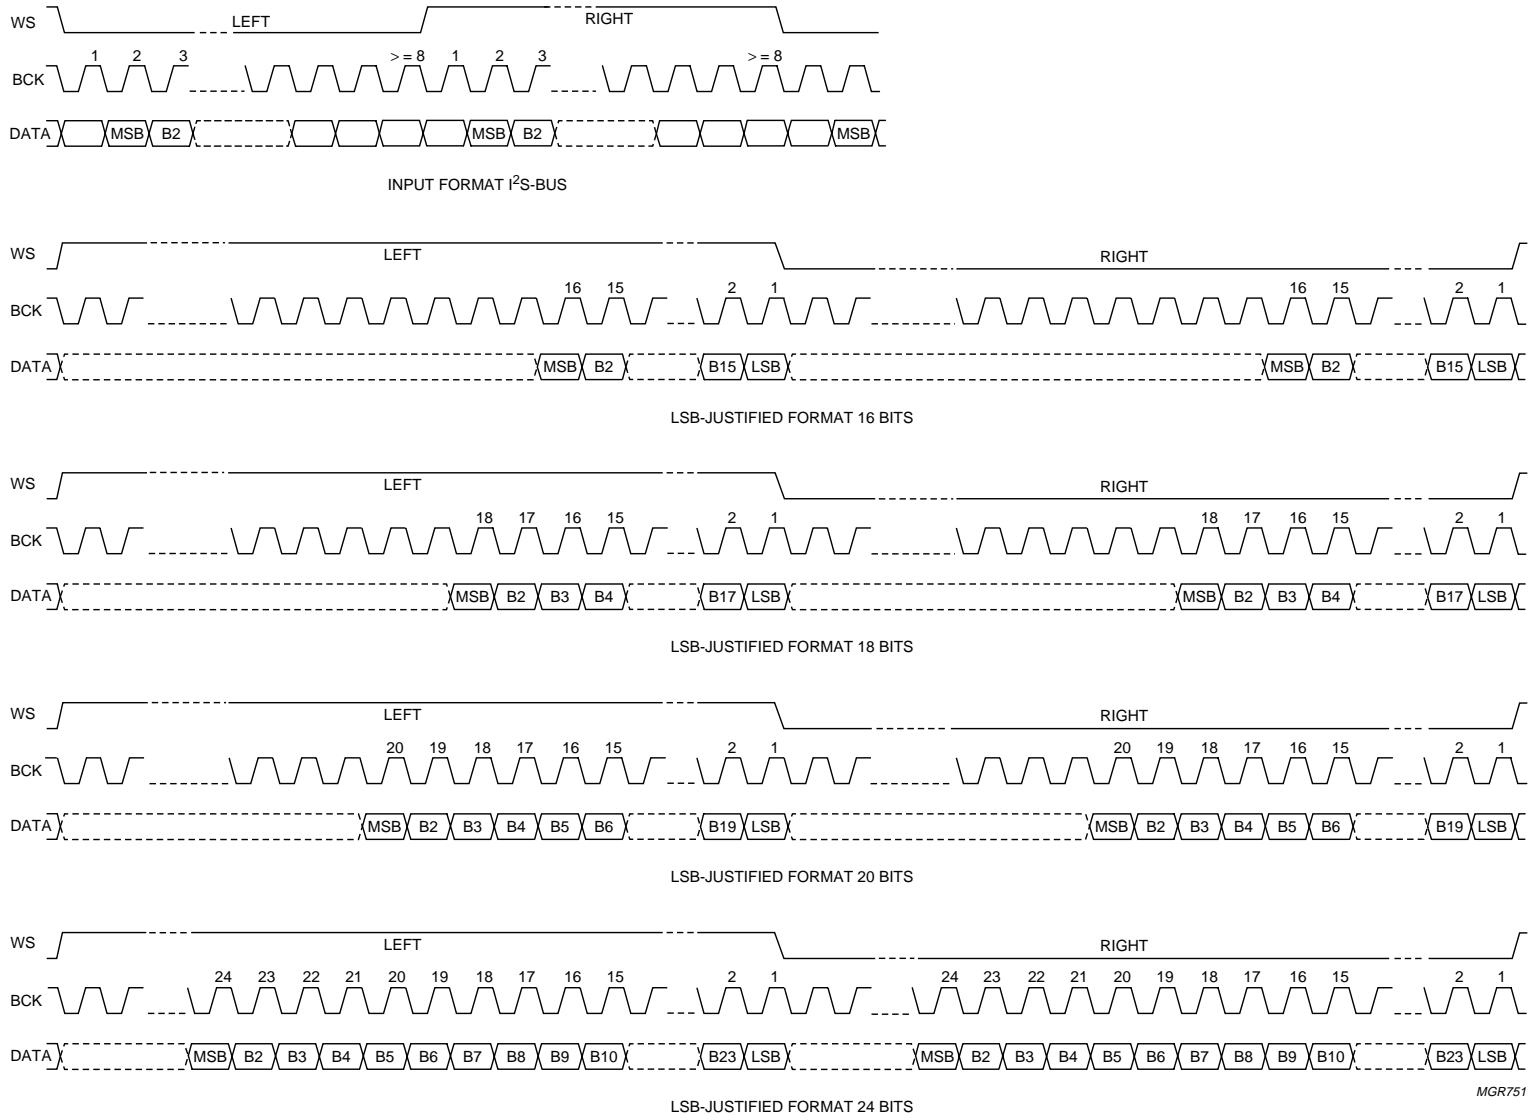 WS LEFT RIGHT
1 2 3 >= 8 1 2 3 >= 8
BCK
DATA MSB B2 MSB B2 MSB
INPUT FORMAT I²S-BUS
WS LEFT RIGHT
16 15 2 1 16 15 2 1
BCK
DATA MSB B2 B15 LSB MSB B2 B15 LSB
LSB-JUSTIFIED FORMAT 16 BITS
WS LEFT RIGHT
18 17 16 15 2 1 18 17 16 15 2 1
BCK
DATA MSB B2 B3 B4 B17 LSB MSB B2 B3 B4 B17 LSB
LSB-JUSTIFIED FORMAT 18 BITS
WS LEFT RIGHT
20 19 18 17 16 15 2 1 20 19 18 17 16 15 2 1
BCK
DATA MSB B2 B3 B4 B5 B6 B19 LSB MSB B2 B3 B4 B5 B6 B19 LSB
LSB-JUSTIFIED FORMAT 20 BITS
WS LEFT RIGHT
24 23 22 21 20 19 18 17 16 15 2 1 24 23 22 21 20 19 18 17 16 15 2 1
BCK
DATA MSB B2 B3 B4 B5 B6 B7 B8 B9 B10 B23 LSB MSB B2 B3 B4 B5 B6 B7 B8 B9 B10 B23 LSB
MGR751
LSB-JUSTIFIED FORMAT 24 BITS